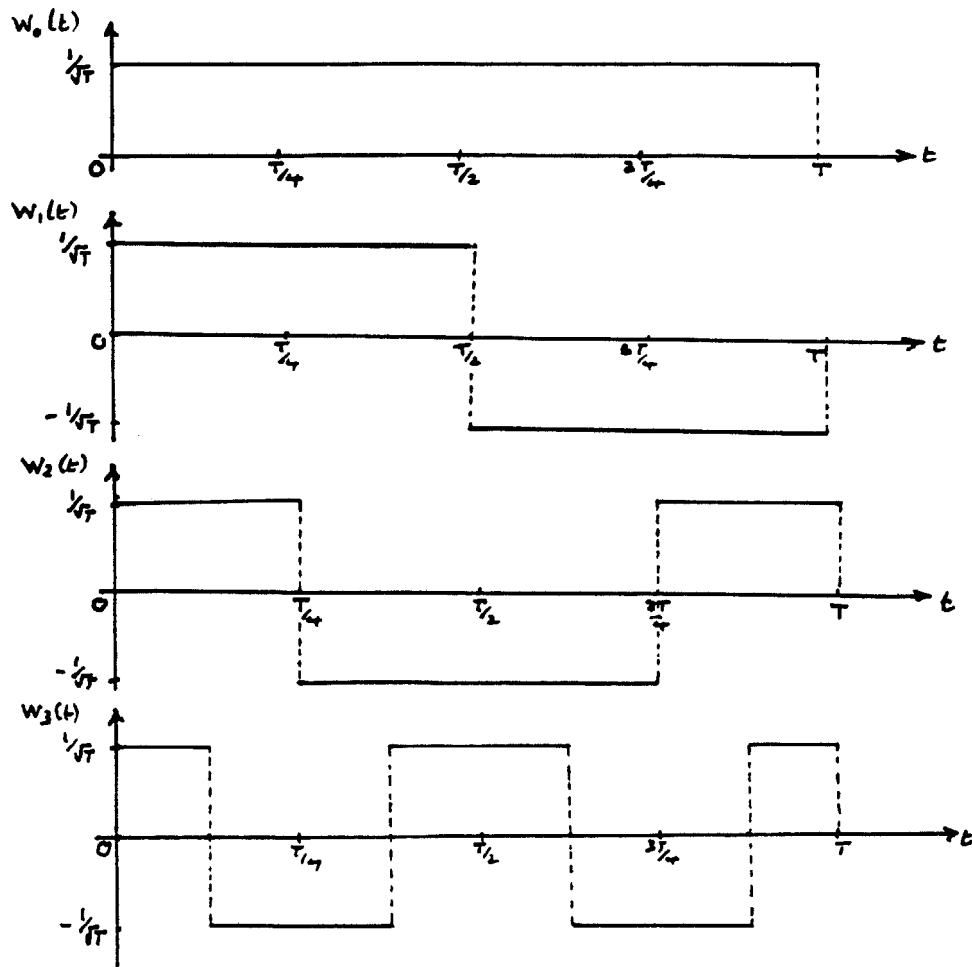 W₀(t)
1/√T
0 T/4 T/2 3T/4 T t
W₁(t)
1/√T
0 T/4 T/2 3T/4 T t
-1/√T
W₂(t)
1/√T
0 T/4 T/2 3T/4 T t
-1/√T
W₃(t)
1/√T
0 T/4 T/2 3T/4 T t
-1/√T